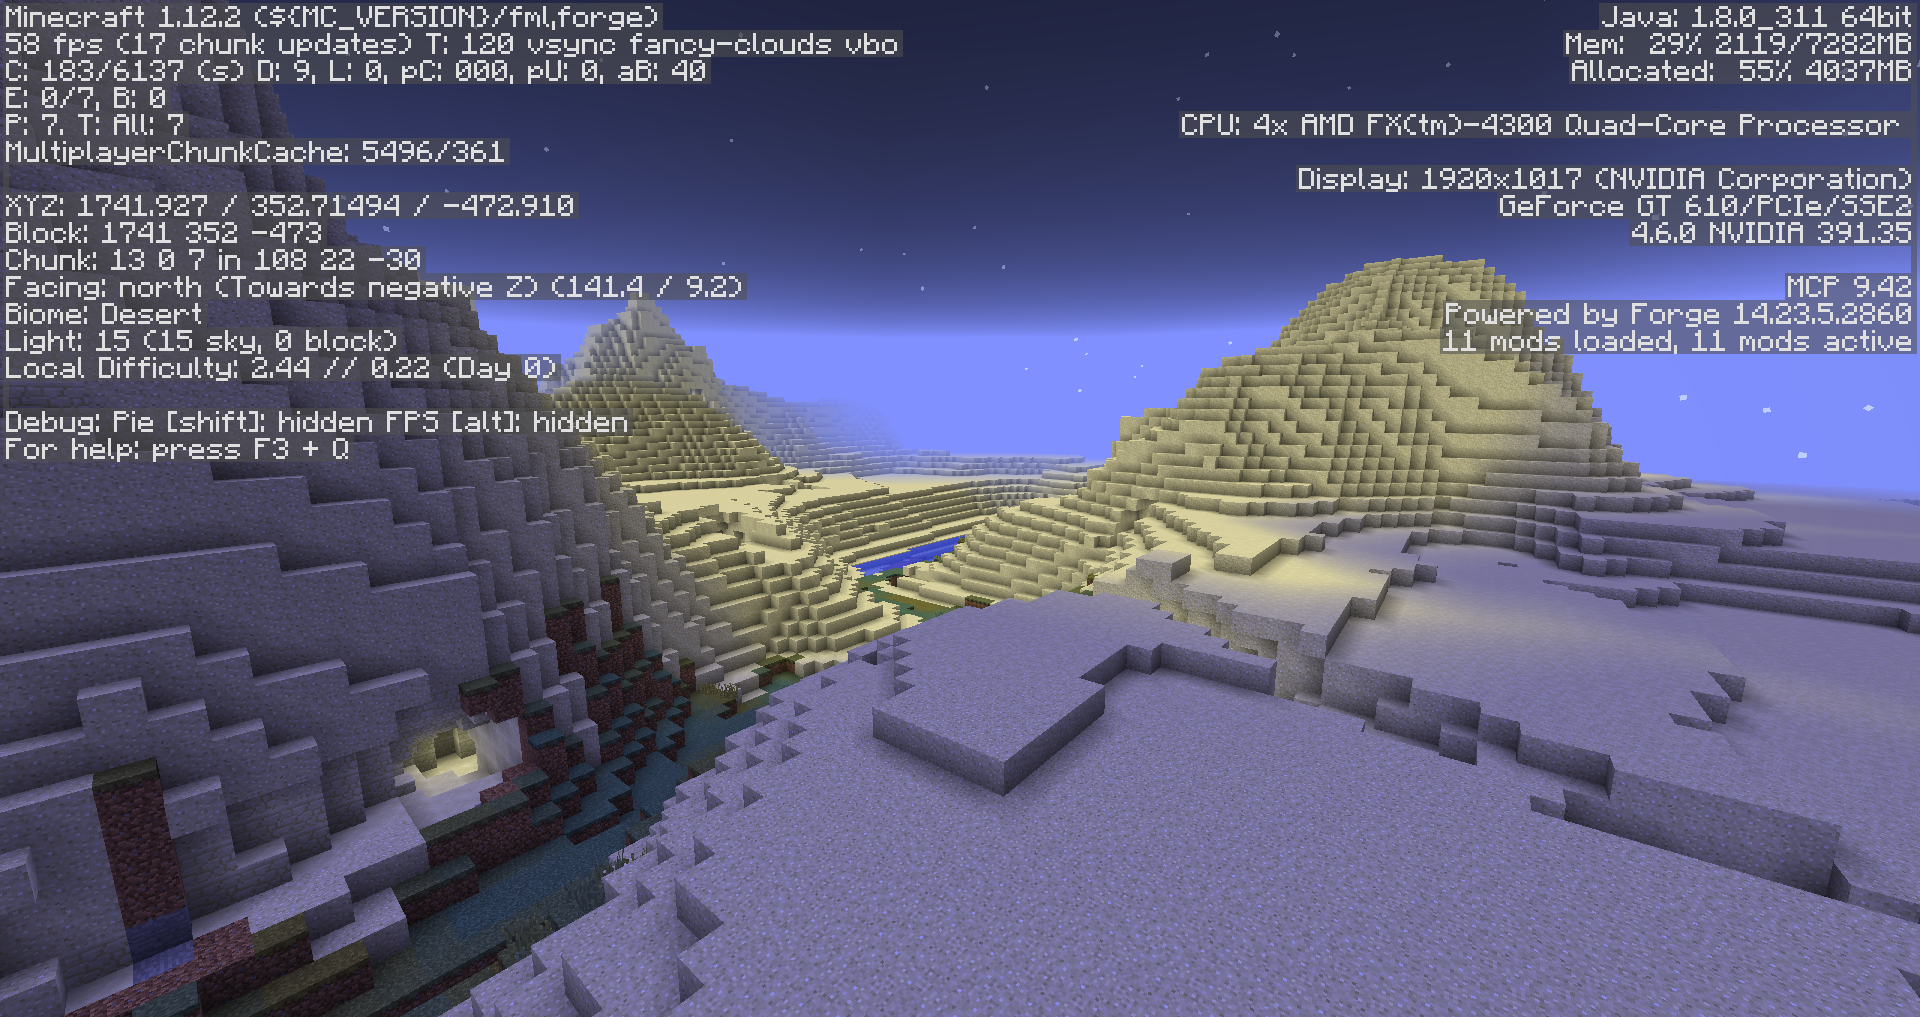 Minecraft 1.12.2 (${MC_VERSION}/fml,forge)
58 fps (17 chunk updates) T: 120 vsync fancy-clouds vbo
C: 183/6137 (s) D: 9, L: 0, pC: 000, pU: 0, aB: 40
E: 0/7, B: 0
P: 7. T: All: 7
MultiplayerChunkCache: 5496/361
XYZ: 1741.927 / 352.71494 / -472.910
Block: 1741 352 -473
Chunk: 13 0 7 in 108 22 -30
Facing: north (Towards negative Z) (141.4 / 9.2)
Biome: Desert
Light: 15 (15 sky, 0 block)
Local Difficulty: 2.44 // 0.22 (Day 0)
Debug: Pie [shift]: hidden FPS [alt]: hidden
For help: press F3 + Q
Java: 1.8.0_311 64bit
Mem: 29% 2119/7282MB
Allocated: 55% 4037MB
CPU: 4x AMD FX(tm)-4300 Quad-Core Processor
Display: 1920x1017 (NVIDIA Corporation)
GeForce GT 610/PCIe/SSE2
4.6.0 NVIDIA 391.35
MCP 9.42
Powered by Forge 14.23.5.2860
11 mods loaded, 11 mods active